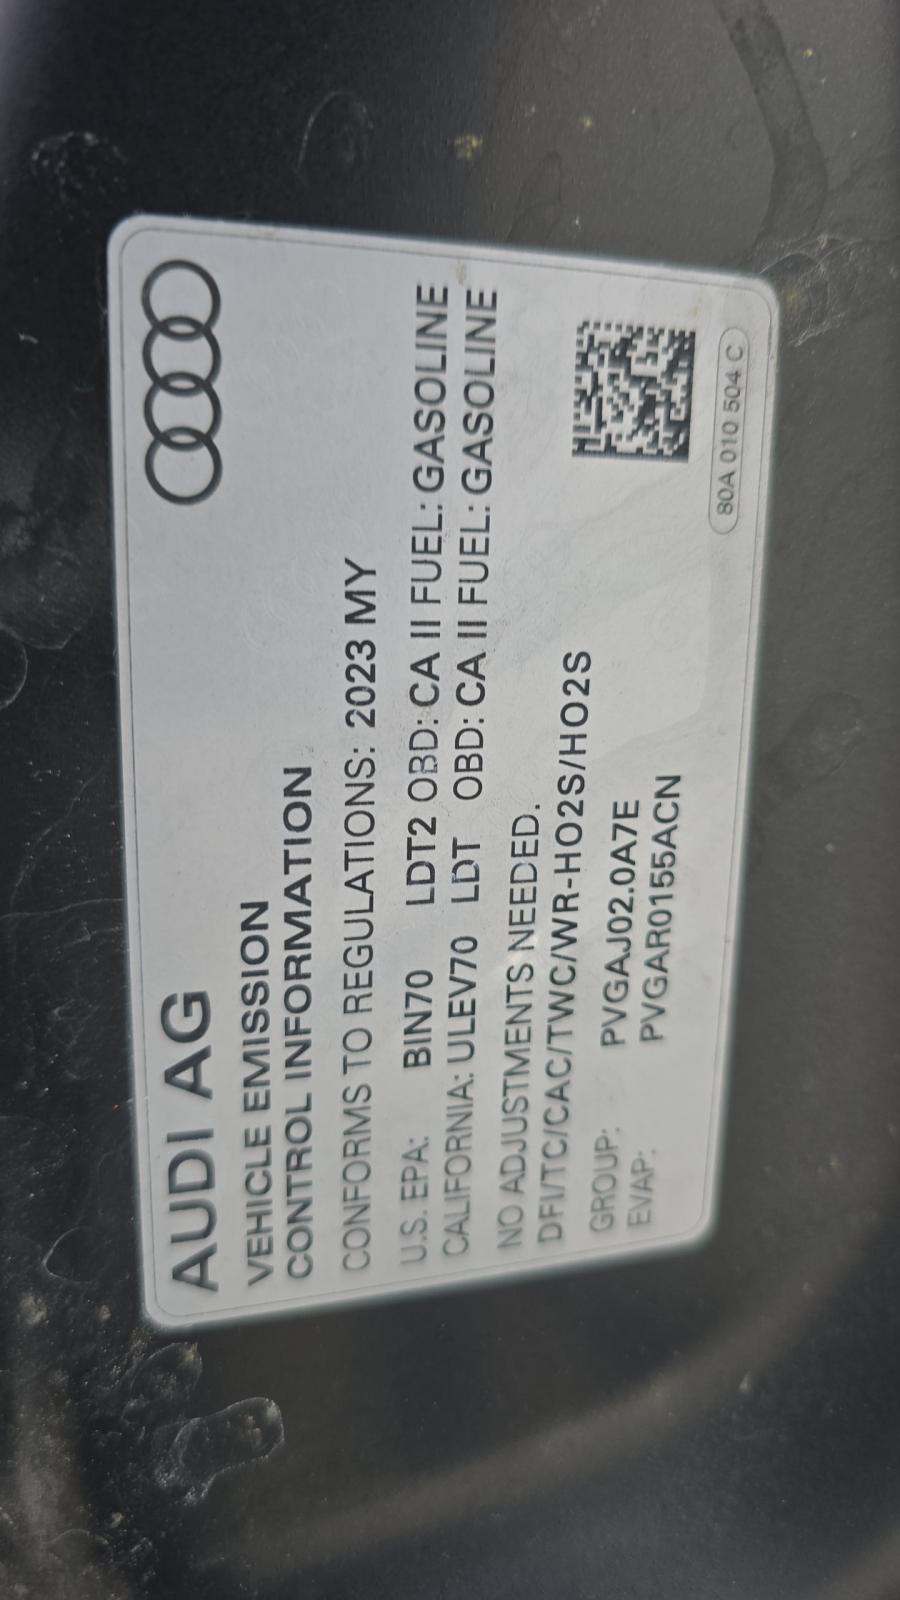 AUDI AG
VEHICLE EMISSION
CONTROL INFORMATION
CONFORMS TO REGULATIONS: 2023 MY
U.S. EPA: BIN70 LDT2 OBD: CA II FUEL: GASOLINE
CALIFORNIA: ULEV70 LDT OBD: CA II FUEL: GASOLINE
NO ADJUSTMENTS NEEDED.
DFI/TC/CAC/TWC/WR-HO2S/HO2S
GROUP: PVGAJ02.0A7E
EVAP: PVGAR0155ACN
80A 010 504 C